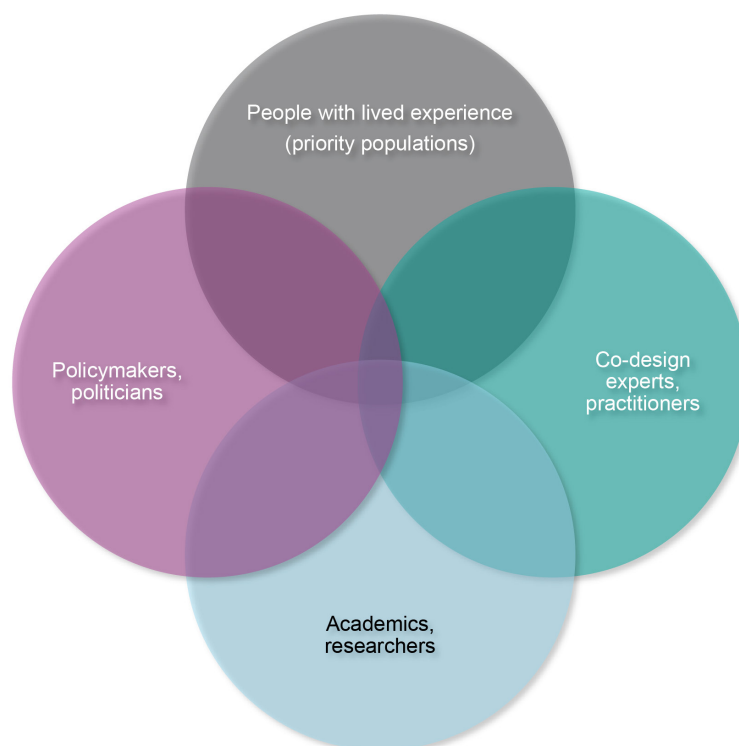 People with lived experience
(priority populations)
Policymakers,
politicians
Co-design
experts,
practitioners
Academics,
researchers